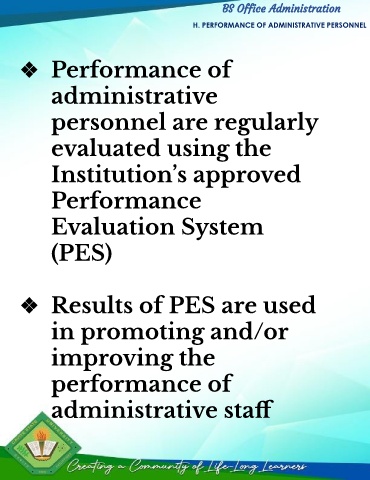 BS Office Administration
H. PERFORMANCE OF ADMINISTRATIVE PERSONNEL
❖ Performance of
administrative
personnel are regularly
evaluated using the
Institution's approved
Performance
Evaluation System
(PES)
❖ Results of PES are used
in promoting and/or
improving the
performance of
administrative staff
Creating a Community of Life-Long Learners